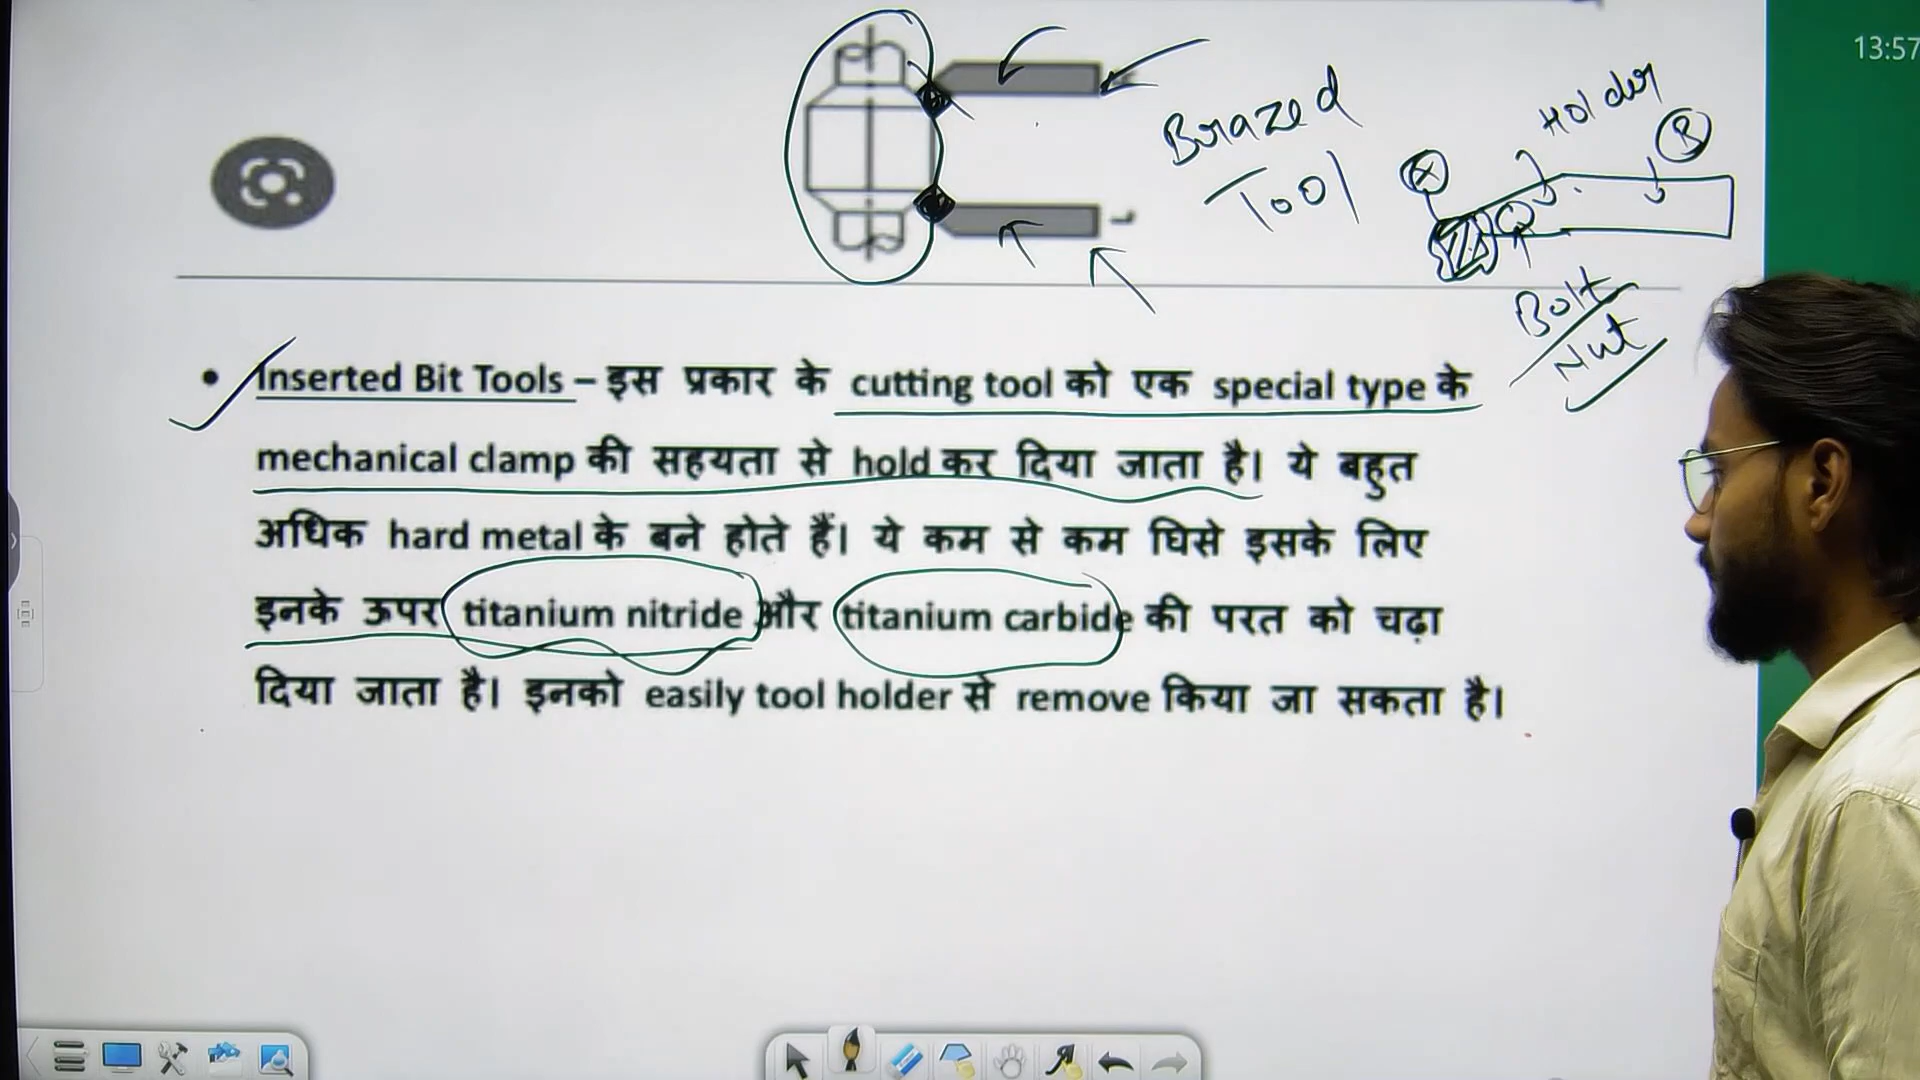 13:57
Brazed
Tool
Holder
B
Bolt
Nut
• Inserted Bit Tools – इस प्रकार के cutting tool को एक special type के
mechanical clamp की सहयता से hold कर दिया जाता है। ये बहुत
अधिक hard metal के बने होते हैं। ये कम से कम घिसे इसके लिए
इनके ऊपर titanium nitride और titanium carbide की परत को चढ़ा
दिया जाता है। इनको easily tool holder से remove किया जा सकता है।